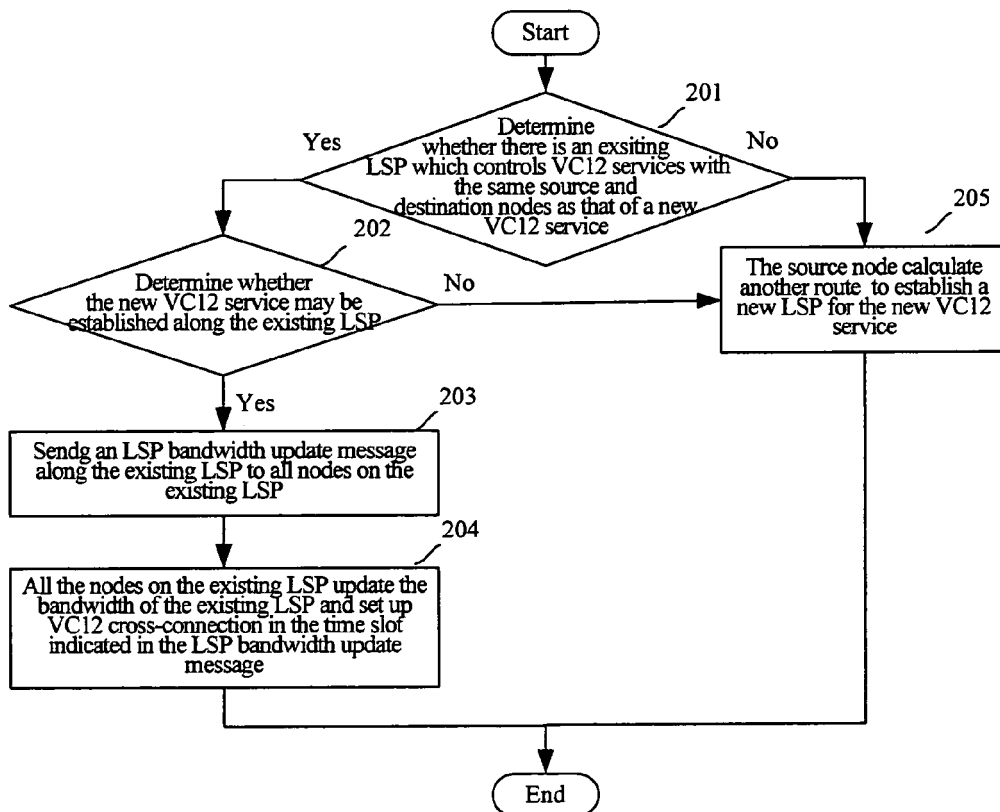 Start
201
Yes
No
Determine
whether there is an exsiting
LSP which controls VC12 services with
the same source and
destination nodes as that of a new
VC12 service
202
205
Determine whether
the new VC12 service may be
established along the existing LSP
No
The source node calculate
another route to establish a
new LSP for the new VC12
service
Yes
203
Sendg an LSP bandwidth update message
along the existing LSP to all nodes on the
existing LSP
204
All the nodes on the existing LSP update the
bandwidth of the existing LSP and set up
VC12 cross-connection in the time slot
indicated in the LSP bandwidth update
message
End